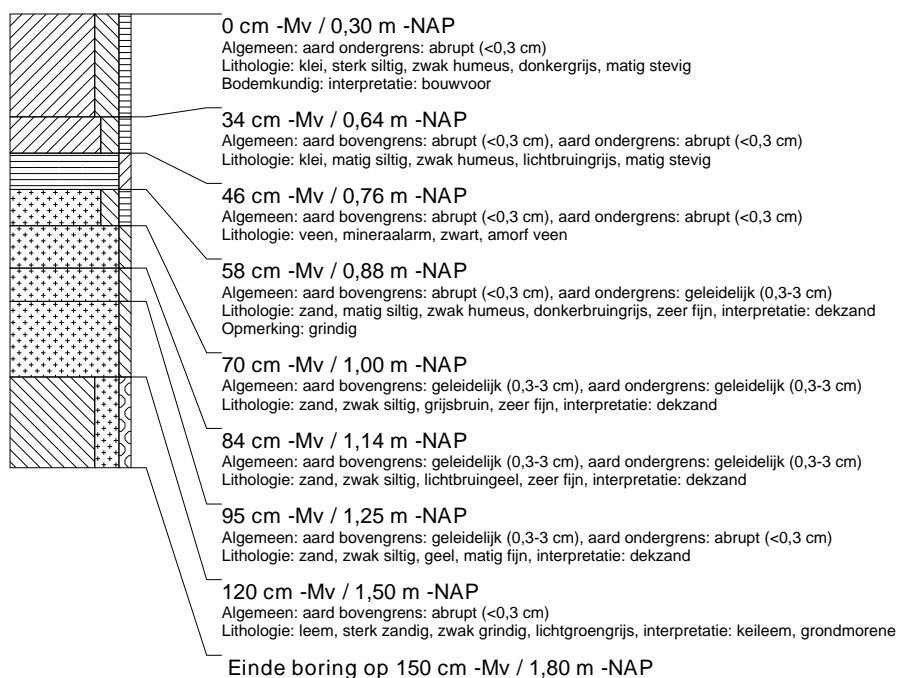 0 cm -Mv / 0,30 m -NAP
Algemeen: aard ondergrens: abrupt (<0,3 cm)
Lithologie: klei, sterk siltig, zwak humeus, donkergrijs, matig stevig
Bodemkundig: interpretatie: bouwvoor
34 cm -Mv / 0,64 m -NAP
Algemeen: aard bovengrens: abrupt (<0,3 cm), aard ondergrens: abrupt (<0,3 cm)
Lithologie: klei, matig siltig, zwak humeus, lichtbruingrijs, matig stevig
46 cm -Mv / 0,76 m -NAP
Algemeen: aard bovengrens: abrupt (<0,3 cm), aard ondergrens: abrupt (<0,3 cm)
Lithologie: veen, mineraalarm, zwart, amorf veen
58 cm -Mv / 0,88 m -NAP
Algemeen: aard bovengrens: abrupt (<0,3 cm), aard ondergrens: geleidelijk (0,3-3 cm)
Lithologie: zand, matig siltig, zwak humeus, donkerbruingrijs, zeer fijn, interpretatie: dekzand
Opmerking: grindig
70 cm -Mv / 1,00 m -NAP
Algemeen: aard bovengrens: geleidelijk (0,3-3 cm), aard ondergrens: geleidelijk (0,3-3 cm)
Lithologie: zand, zwak siltig, grijsbruin, zeer fijn, interpretatie: dekzand
84 cm -Mv / 1,14 m -NAP
Algemeen: aard bovengrens: geleidelijk (0,3-3 cm), aard ondergrens: geleidelijk (0,3-3 cm)
Lithologie: zand, zwak siltig, lichtbruingeel, zeer fijn, interpretatie: dekzand
95 cm -Mv / 1,25 m -NAP
Algemeen: aard bovengrens: geleidelijk (0,3-3 cm), aard ondergrens: abrupt (<0,3 cm)
Lithologie: zand, zwak siltig, geel, matig fijn, interpretatie: dekzand
120 cm -Mv / 1,50 m -NAP
Algemeen: aard bovengrens: abrupt (<0,3 cm)
Lithologie: leem, sterk zandig, zwak grindig, lichtgroengrijs, interpretatie: keileem, grondmorene
Einde boring op 150 cm -Mv / 1,80 m -NAP